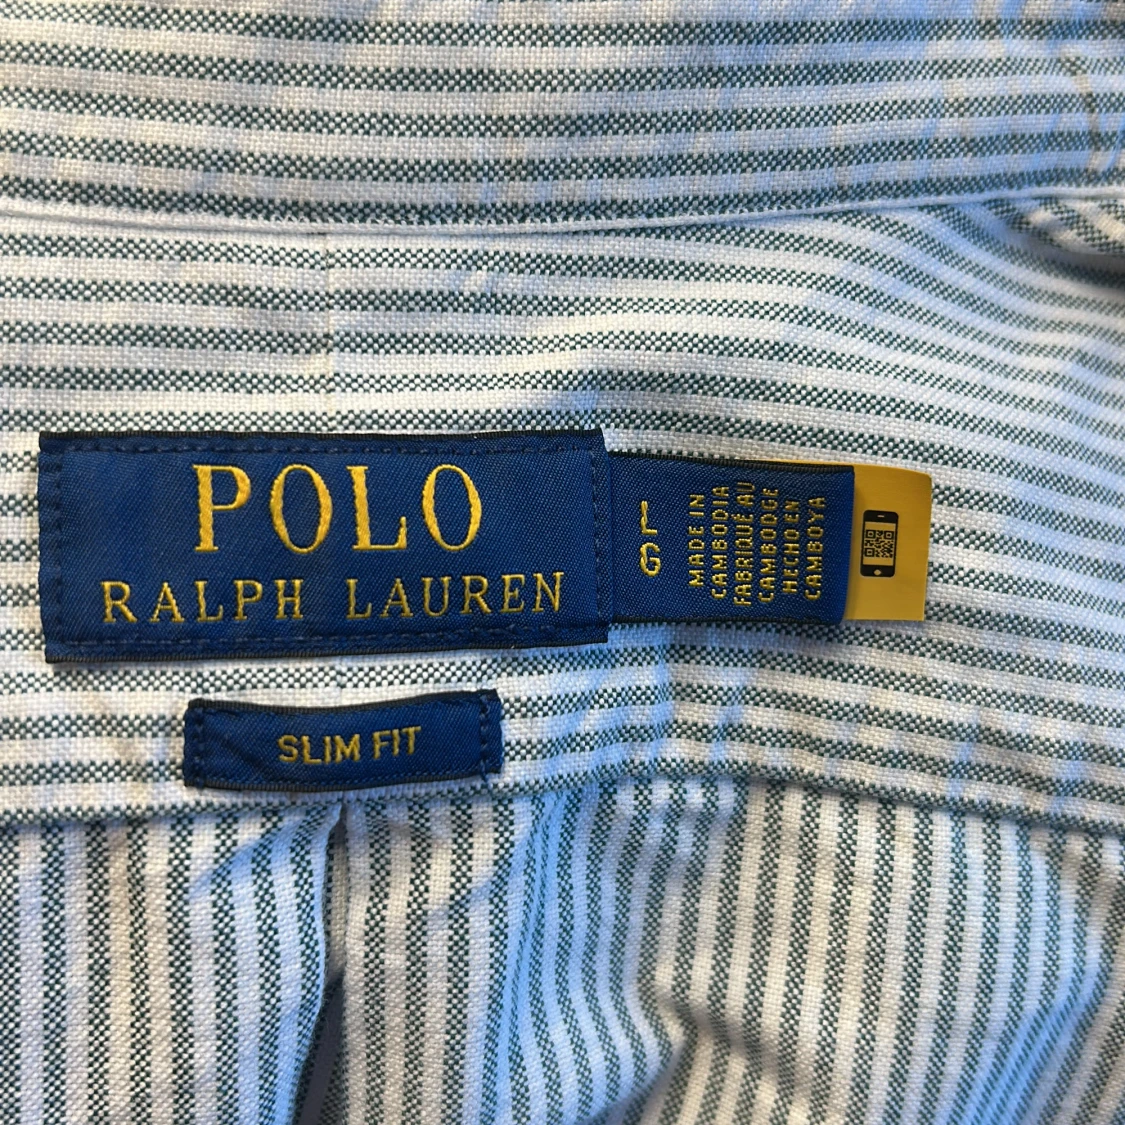 POLO
RALPH LAUREN
L
G
MADE IN
CAMBODIA
FABRIQUÉ AU
CAMBODGE
HECHO EN
CAMBOYA
SLIM FIT